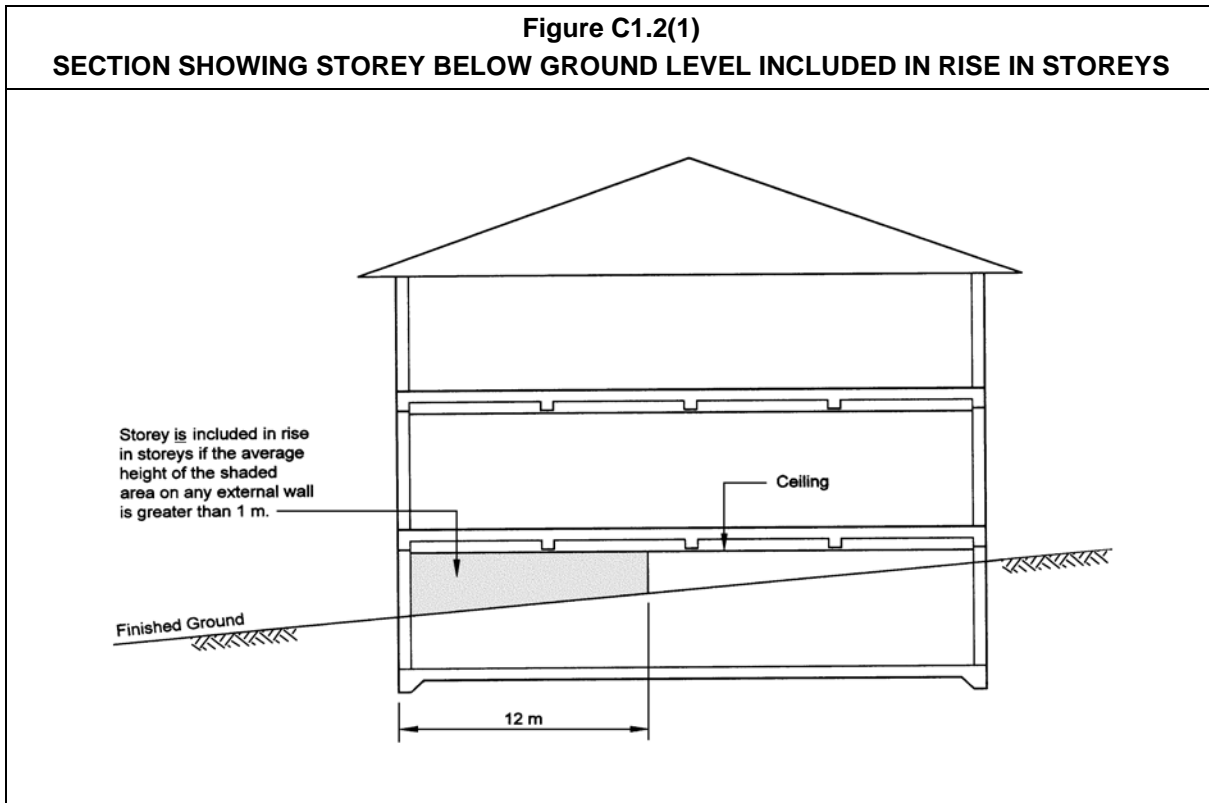 Figure C1.2(1)
SECTION SHOWING STOREY BELOW GROUND LEVEL INCLUDED IN RISE IN STOREYS
Storey is included in rise
in storeys if the average
height of the shaded
area on any external wall
is greater than 1 m.
Ceiling
Finished Ground
12 m